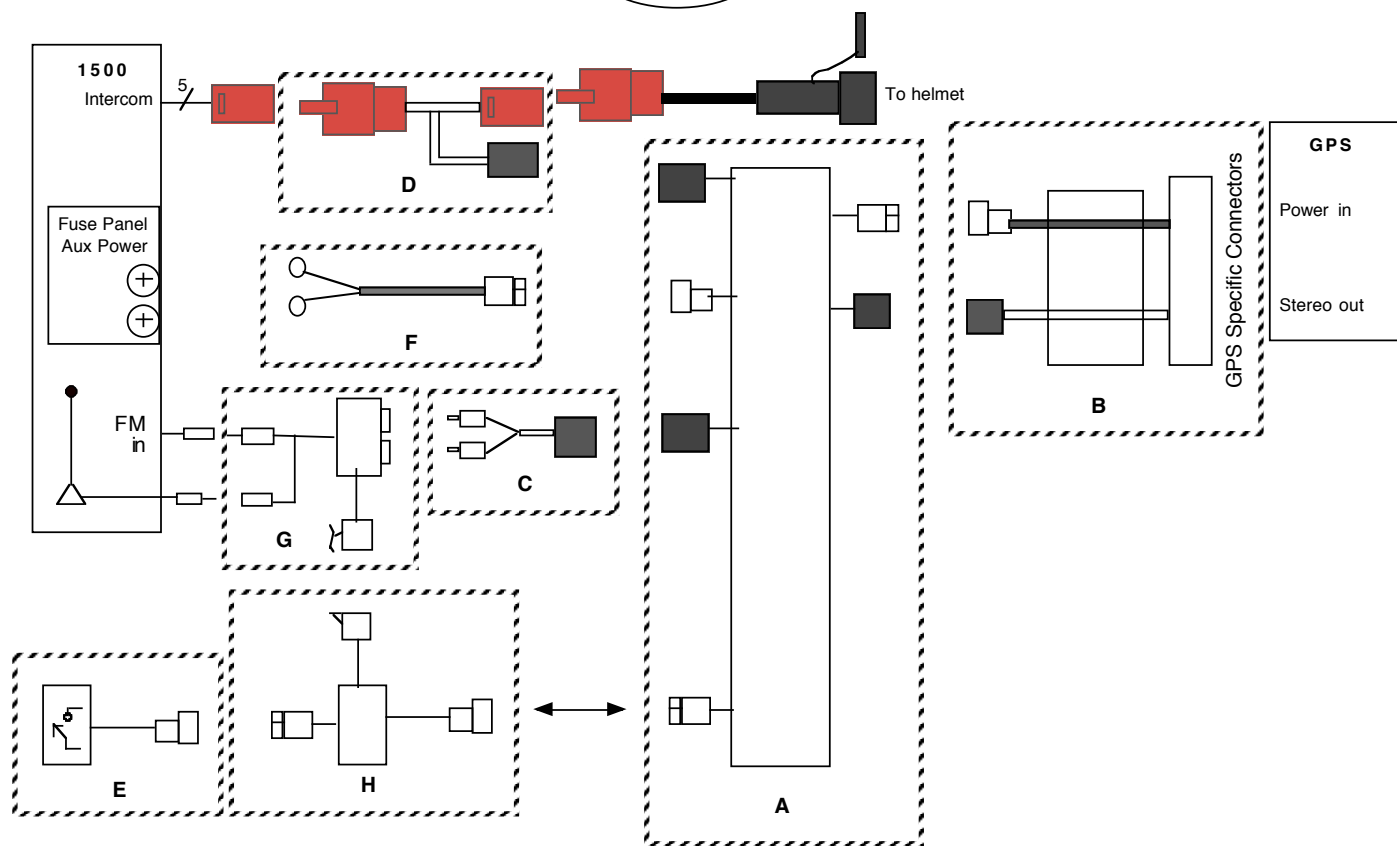 1500
Intercom
5
To helmet
GPS
Power in
Stereo out
GPS Specific Connectors
B
D
Fuse Panel
Aux Power
F
FM
in
C
G
E
H
A